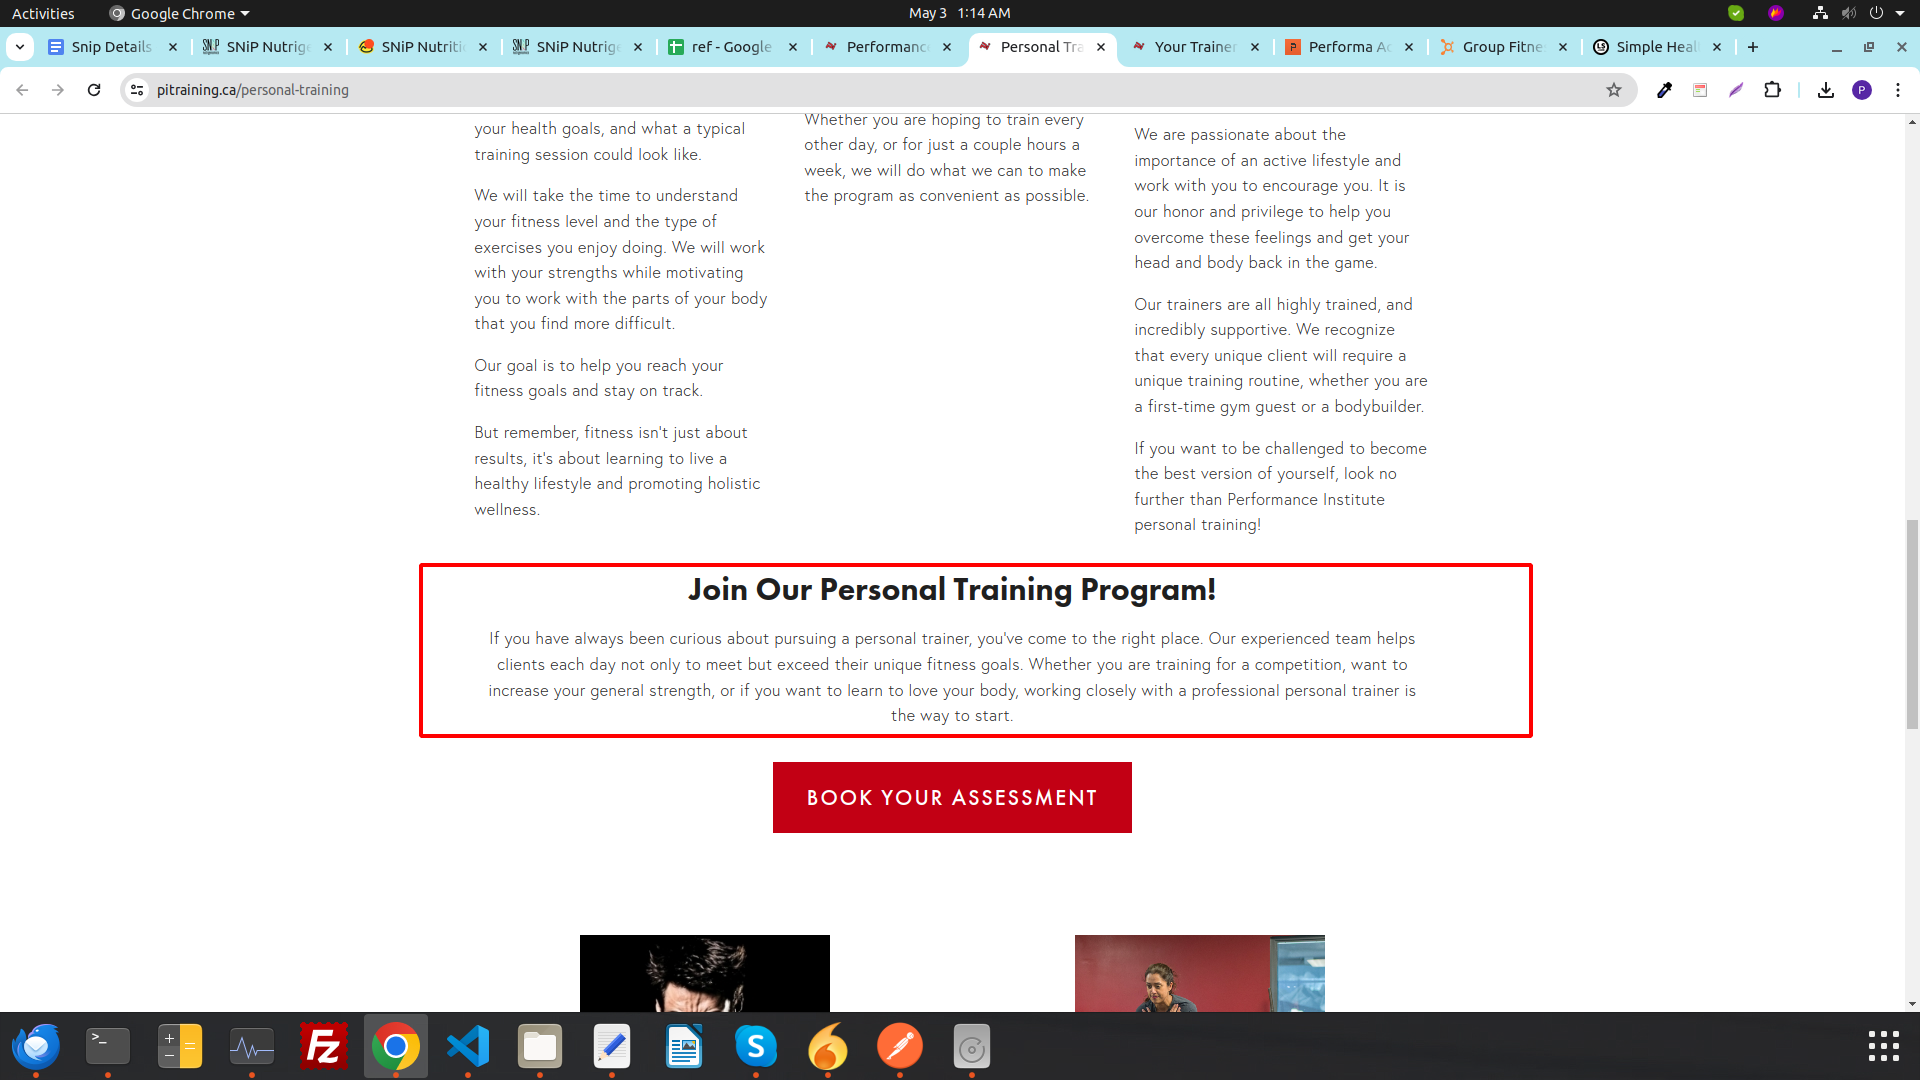 Activities
Google Chrome
May 3 1:14 AM
Snip Details
SNiP Nutrige
SNiP Nutriti
SNiP Nutrige
ref - Google
Performanc
Personal Tra
Your Trainer
Performa Ac
Group Fitne
Simple Heal
pitraining.ca/personal-training
P
your health goals, and what a typical
training session could look like.
We will take the time to understand
your fitness level and the type of
exercises you enjoy doing. We will work
with your strengths while motivating
you to work with the parts of your body
that you find more difficult.
Our goal is to help you reach your
fitness goals and stay on track.
But remember, fitness isn't just about
results, it's about learning to live a
healthy lifestyle and promoting holistic
wellness.
Whether you are hoping to train every
other day, or for just a couple hours a
week, we will do what we can to make
the program as convenient as possible.
We are passionate about the
importance of an active lifestyle and
work with you to encourage you. It is
our honor and privilege to help you
overcome these feelings and get your
head and body back in the game.
Our trainers are all highly trained, and
incredibly supportive. We recognize
that every unique client will require a
unique training routine, whether you are
a first-time gym guest or a bodybuilder.
If you want to be challenged to become
the best version of yourself, look no
further than Performance Institute
personal training!
Join Our Personal Training Program!
If you have always been curious about pursuing a personal trainer, you've come to the right place. Our experienced team helps
clients each day not only to meet but exceed their unique fitness goals. Whether you are training for a competition, want to
increase your general strength, or if you want to learn to love your body, working closely with a professional personal trainer is
the way to start.
BOOK YOUR ASSESSMENT